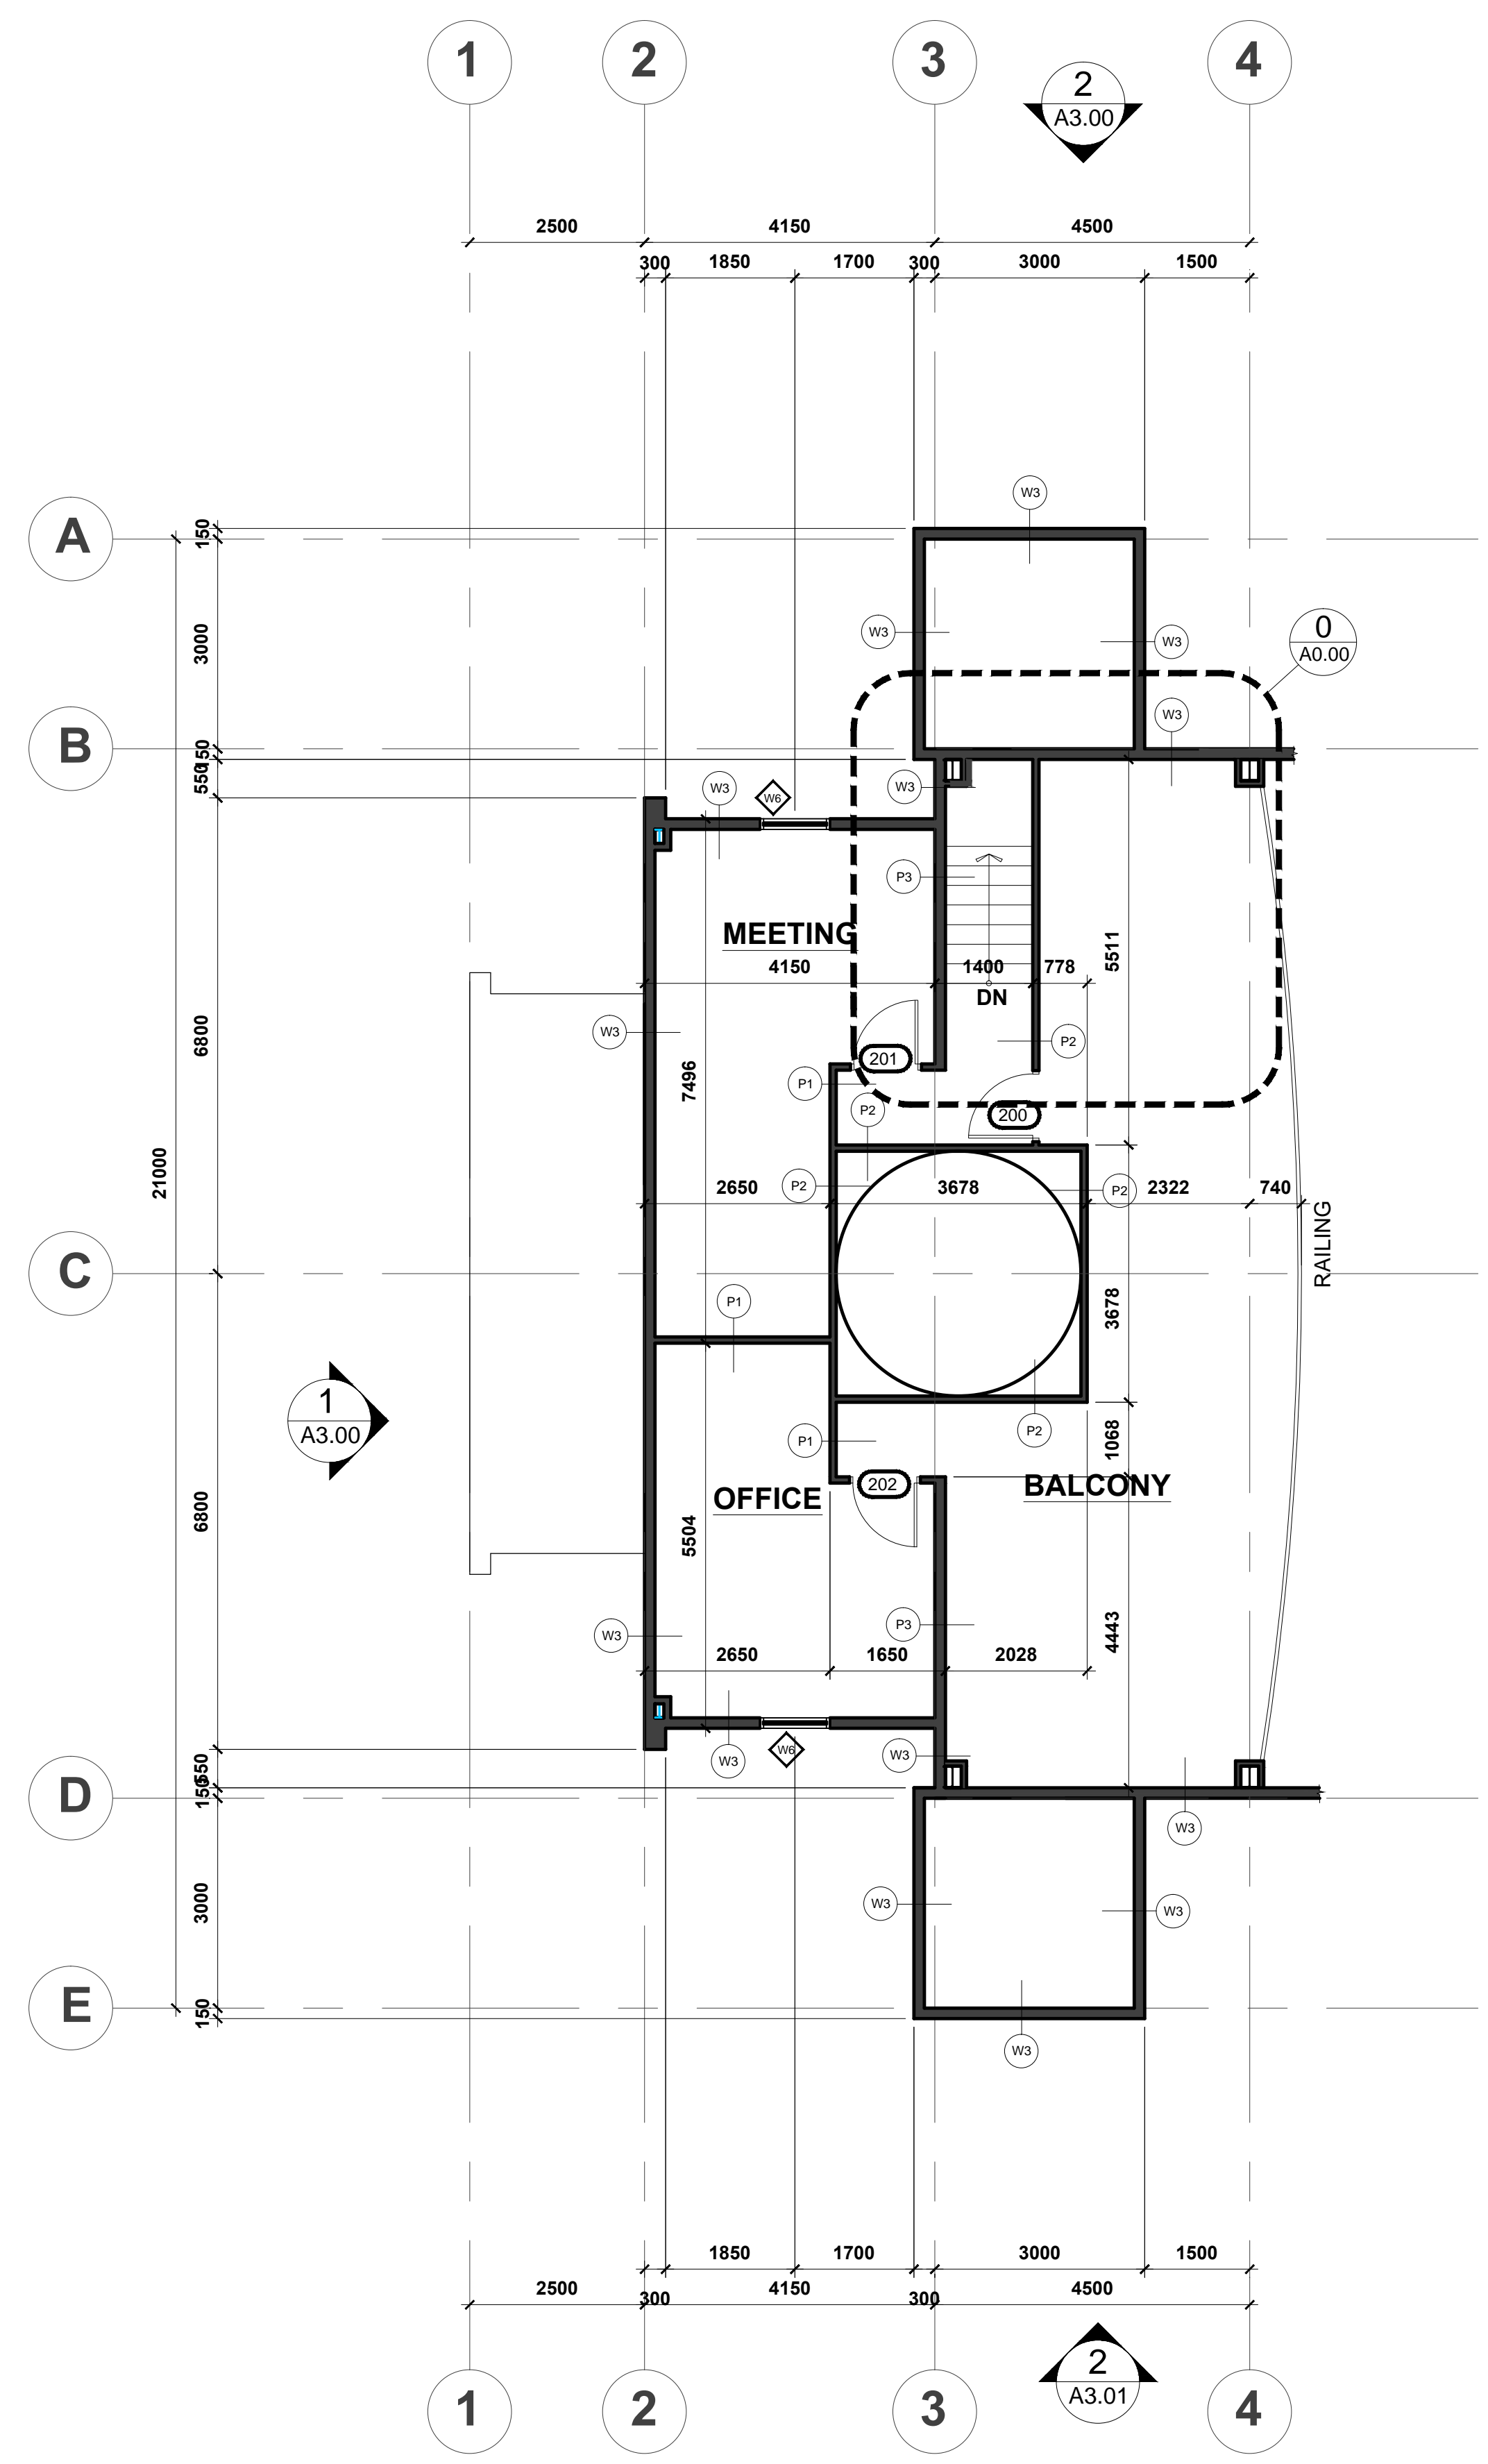 1
2
3
4
2
A3.00
2500
4150
4500
300
1850
1700
300
3000
1500
W3
A
150
3000
W3
W3
0
A0.00
B
150
550
W3
W3
W6
W3
P3
MEETING
4150
1400
778
5511
DN
6800
W3
201
P2
P1
7496
P2
200
21000
2650
P2
3678
P2
2322
740
RAILING
C
P1
3678
1
A3.00
P1
P2
1068
202
BALCONY
OFFICE
6800
5504
P3
4443
W3
2650
1650
2028
W6
W3
W3
550
150
D
W3
3000
W3
W3
E
150
W3
1850
1700
3000
1500
2500
300
4150
300
4500
2
A3.01
1
2
3
4